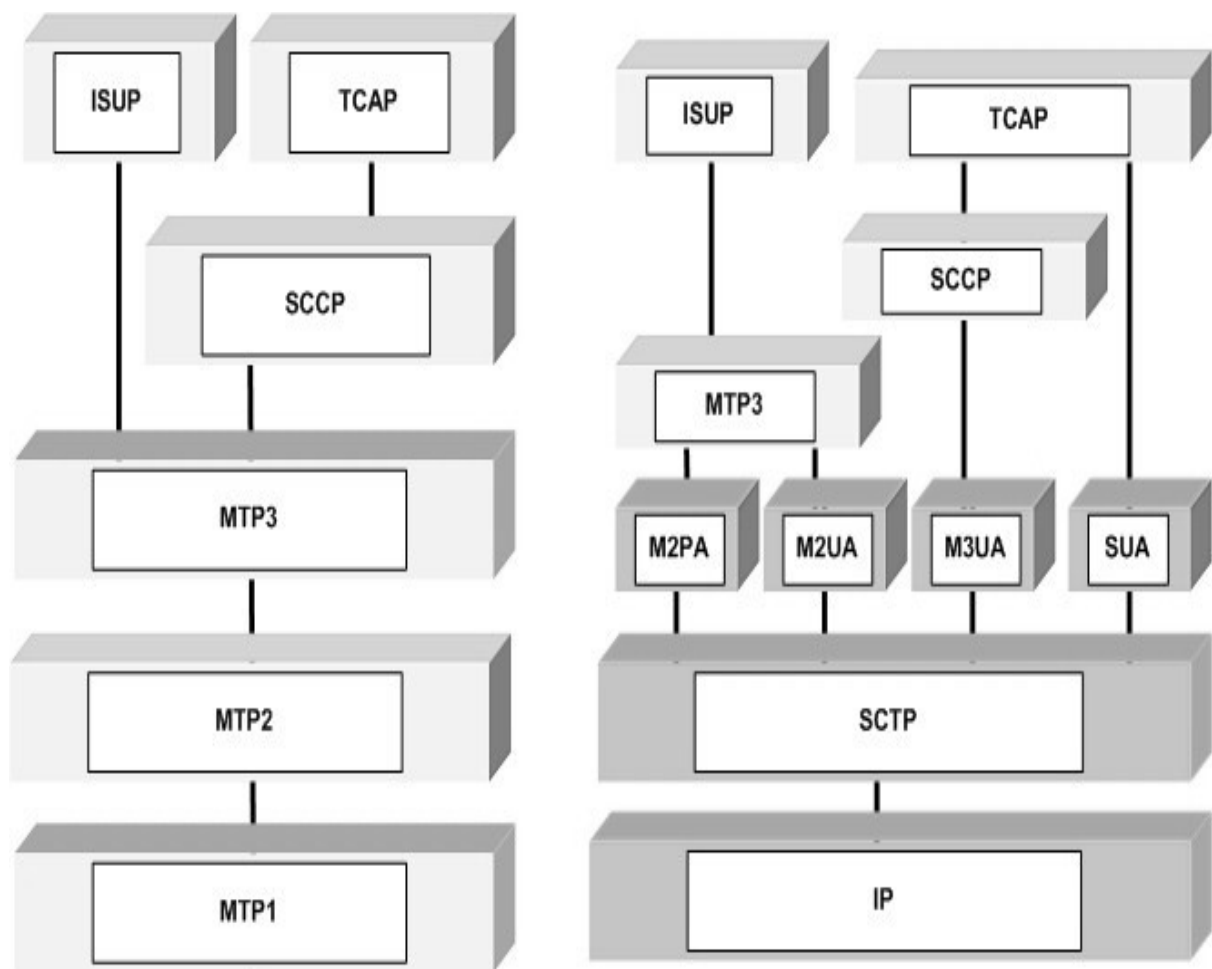 ISUP
TCAP
SCCP
MTP3
MTP2
MTP1
ISUP
TCAP
SCCP
MTP3
M2PA
M2UA
M3UA
SUA
SCTP
IP